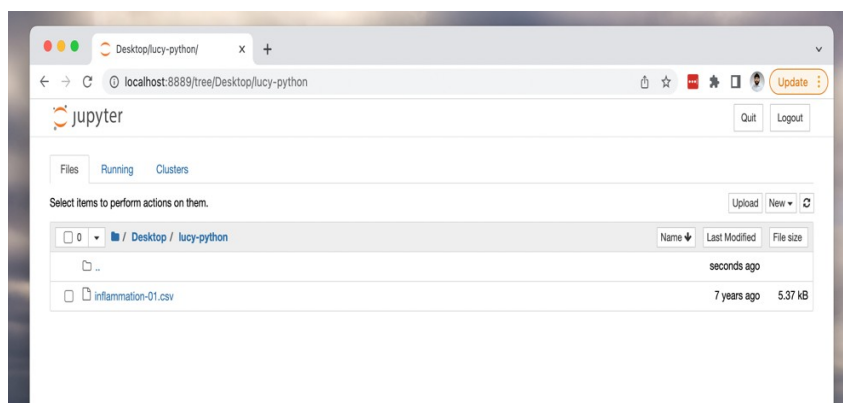 Desktop/lucy-python/
localhost:8889/tree/Desktop/lucy-python
Update
jupyter
Quit
Logout
Files
Running
Clusters
Select items to perform actions on them.
Upload
New
0
/ Desktop / lucy-python
Name
Last Modified
File size
..
seconds ago
inflammation-01.csv
7 years ago
5.37 kB